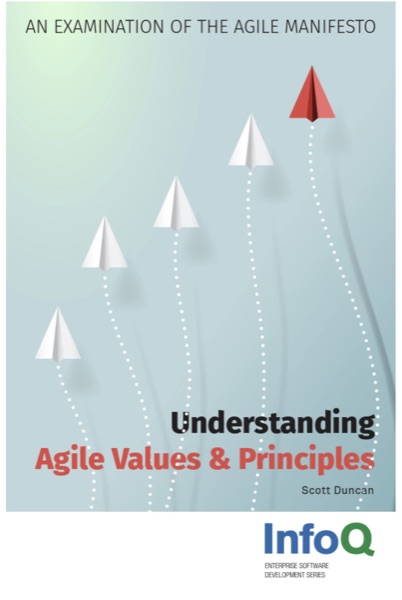 AN EXAMINATION OF THE AGILE MANIFESTO
Understanding
Agile Values & Principles
Scott Duncan
InfoQ
ENTERPRISE SOFTWARE
DEVELOPMENT SERIES